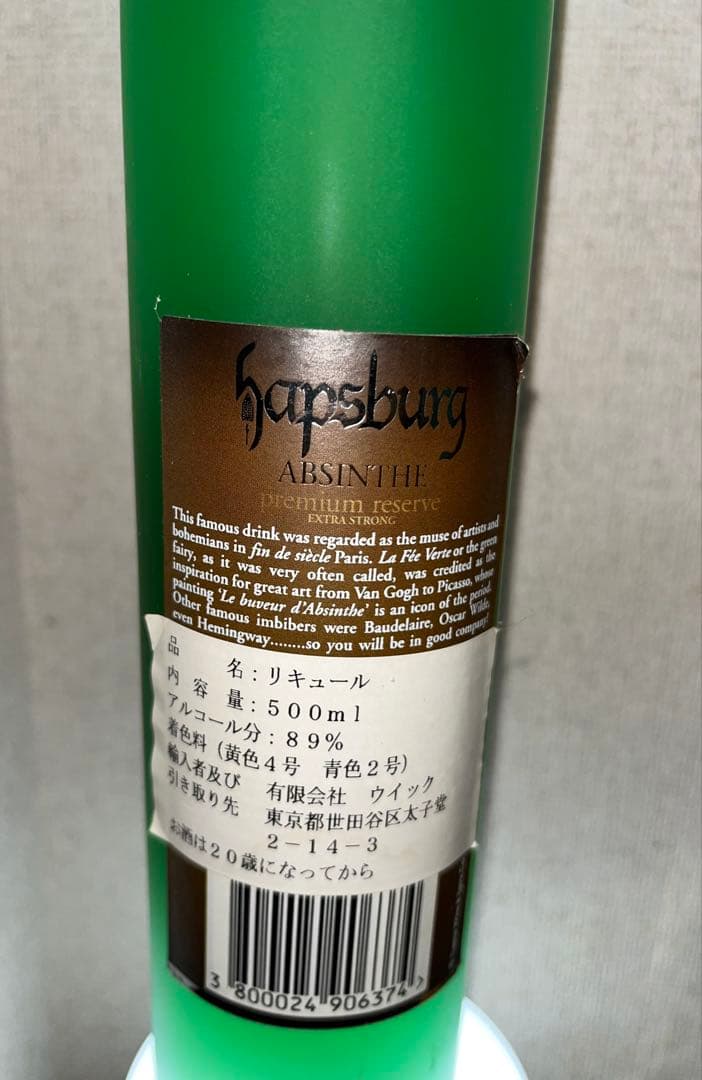 hapsburg
ABSINTHE
premium reserve
EXTRA STRONG
This famous drink was regarded as the muse of artists and
bohemians in fin de siècle Paris. La Fée Verte or the green
fairy, as it was very often called, was credited as the
inspiration for great art from Van Gogh to Picasso, whose
painting 'Le buveur d'Absinthe' is an icon of the period.
Other famous imbibers were Baudelaire, Oscar Wilde,
even Hemingway........so you will be in good company!
品　　名：リキュール
内　容　量：５００ｍｌ
アルコール分：８９％
着色料（黄色４号　青色２号）
輸入者及び　有限会社　ウイック
引き取り先　東京都世田谷区太子堂
２－１４－３
お酒は２０歳になってから
3 800024 906374 >